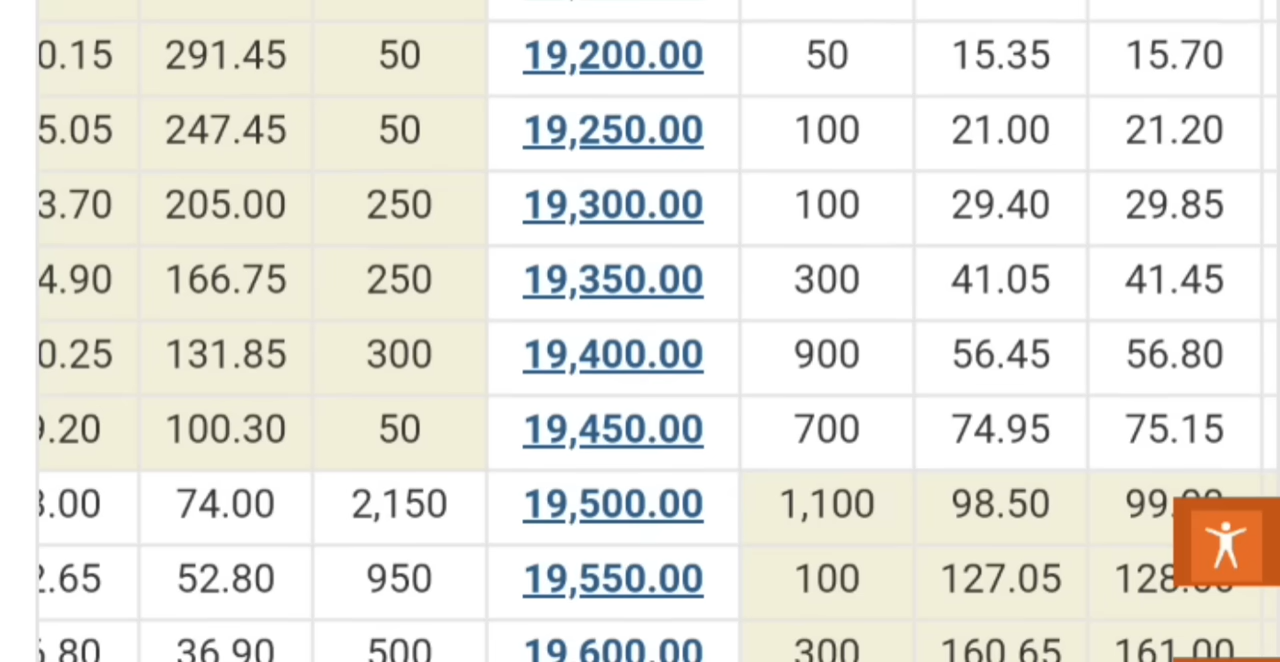 0.15 291.45 50 19,200.00 50 15.35 15.70
5.05 247.45 50 19,250.00 100 21.00 21.20
3.70 205.00 250 19,300.00 100 29.40 29.85
4.90 166.75 250 19,350.00 300 41.05 41.45
0.25 131.85 300 19,400.00 900 56.45 56.80
.20 100.30 50 19,450.00 700 74.95 75.15
.00 74.00 2,150 19,500.00 1,100 98.50
.65 52.80 950 19,550.00 100 127.05
.80 36.90 500 19,600.00 300 160.65 161.00